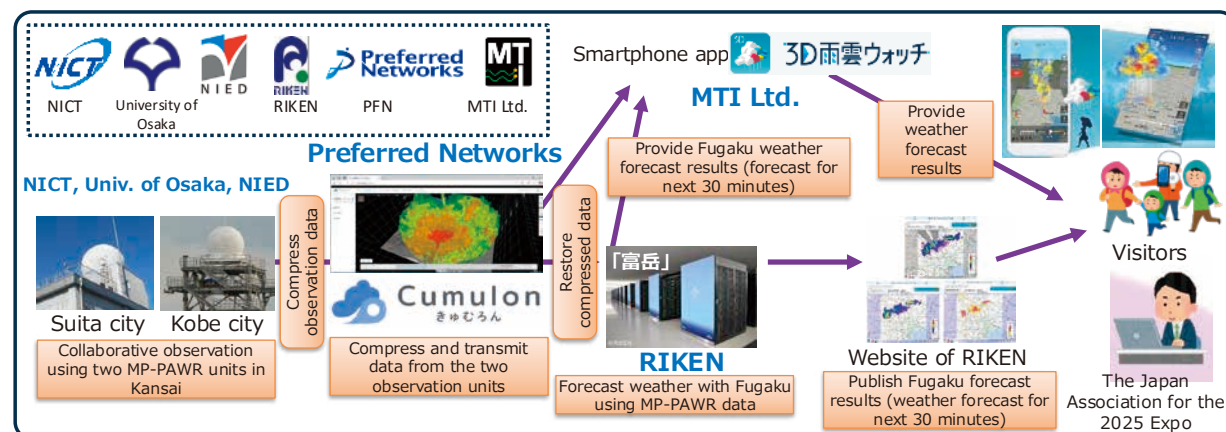 NICT
NIED
RIKEN
Preferred
Networks
MTI
NICT
University of
Osaka
RIKEN
PFN
MTI Ltd.
Smartphone app
3D雨雲ウォッチ
MTI Ltd.
Provide
weather
forecast
results
Preferred Networks
Provide Fugaku weather
forecast results (forecast for
next 30 minutes)
NICT, Univ. of Osaka, NIED
Compress
observation data
Restore
compressed data
「富岳」
Cumulon
きゅむろん
Suita city
Kobe city
Collaborative observation
using two MP-PAWR units in
Kansai
Compress and transmit
data from the two
observation units
RIKEN
Forecast weather with Fugaku
using MP-PAWR data
Website of RIKEN
Publish Fugaku forecast
results (weather forecast for
next 30 minutes)
Visitors
The Japan
Association for the
2025 Expo